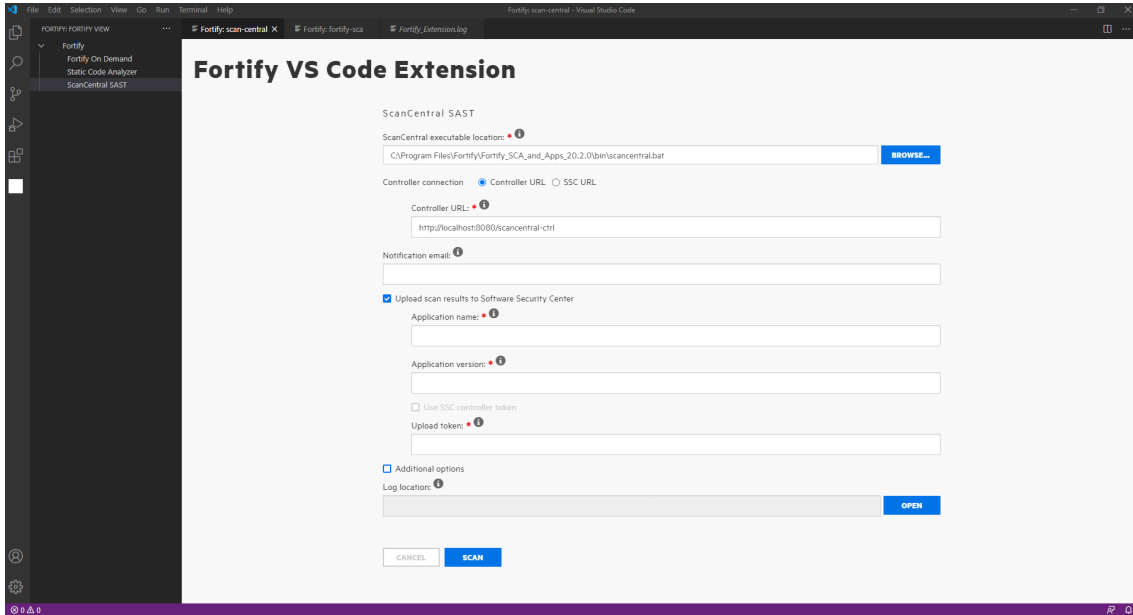 File Edit Selection View Go Run Terminal Help
Fortify: scan-central - Visual Studio Code
FORTIFY: FORTIFY VIEW ...
Fortify
Fortify On Demand
Static Code Analyzer
ScanCentral SAST
Fortify: scan-central Fortify: fortify-sca Fortify_Extension.log
Fortify VS Code Extension
ScanCentral SAST
ScanCentral executable location: *
C:\Program Files\Fortify\Fortify_SCA_and_Apps_20.2.0\bin\scancentral.bat BROWSE...
Controller connection Controller URL SSC URL
Controller URL: *
http://localhost:8080/scancentral-ctrl
Notification email:
Upload scan results to Software Security Center
Application name: *
Application version: *
Use SSC controller token
Upload token: *
Additional options
Log location:
OPEN
CANCEL SCAN
0 0